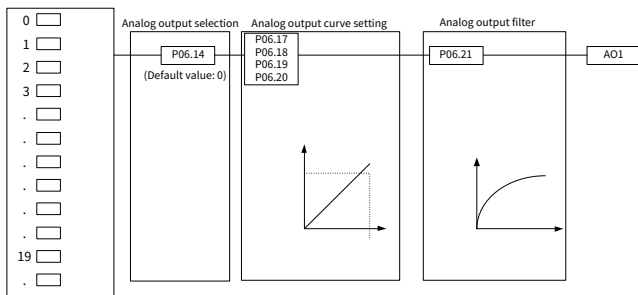 Analog output selection
Analog output curve setting
Analog output filter
0
1
2
3
.
.
.
.
.
.
19
.
P06.14
(Default value: 0)
P06.17
P06.18
P06.19
P06.20
P06.21
AO1